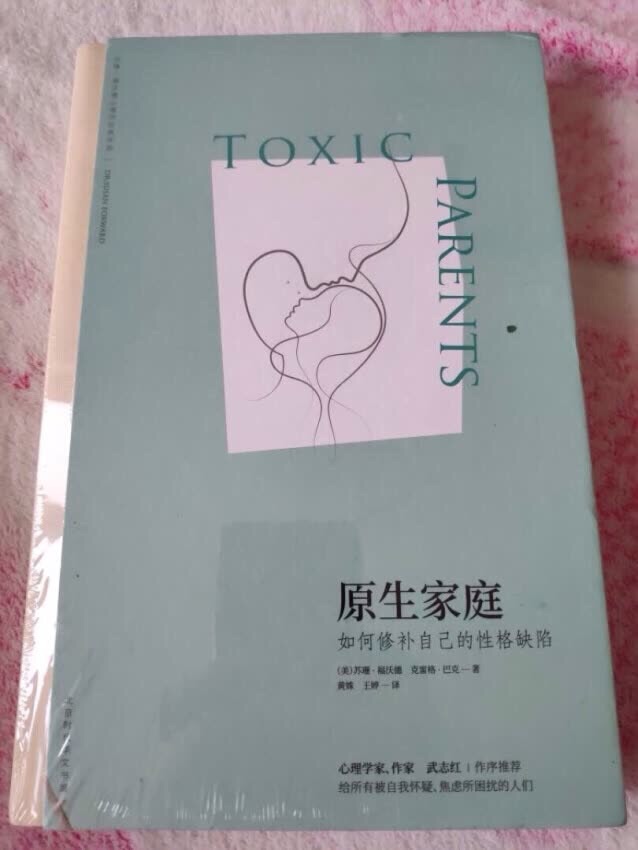 TOXIC
PARENTS
DR.SUSAN FORWARD
原生家庭
如何修补自己的性格缺陷
(美)苏珊·福沃德 克雷格·巴克—著
黄姝 王婷—译
心理学家、作家 武志红|作序推荐
给所有被自我怀疑、焦虑所困扰的人们